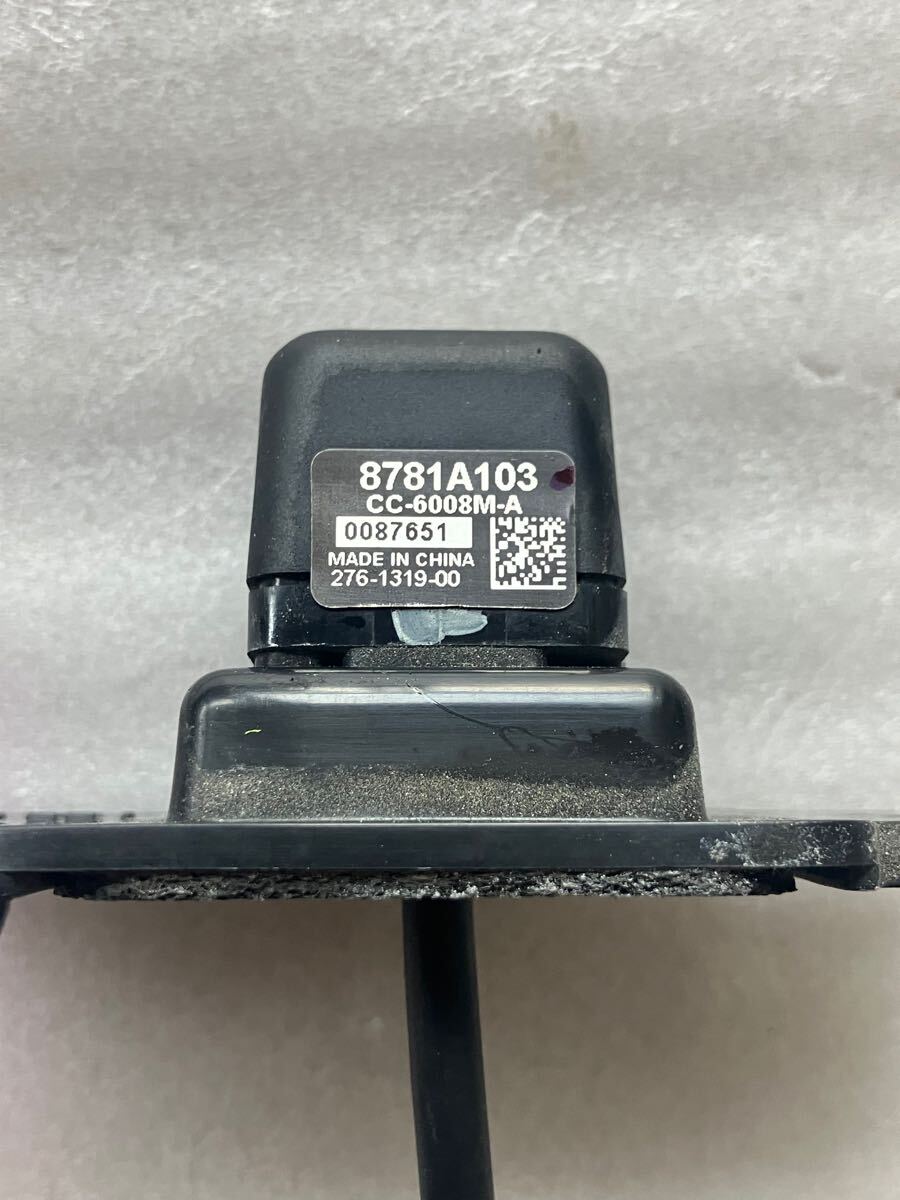 8781A103
CC-6008M-A
0087651
MADE IN CHINA
276-1319-00